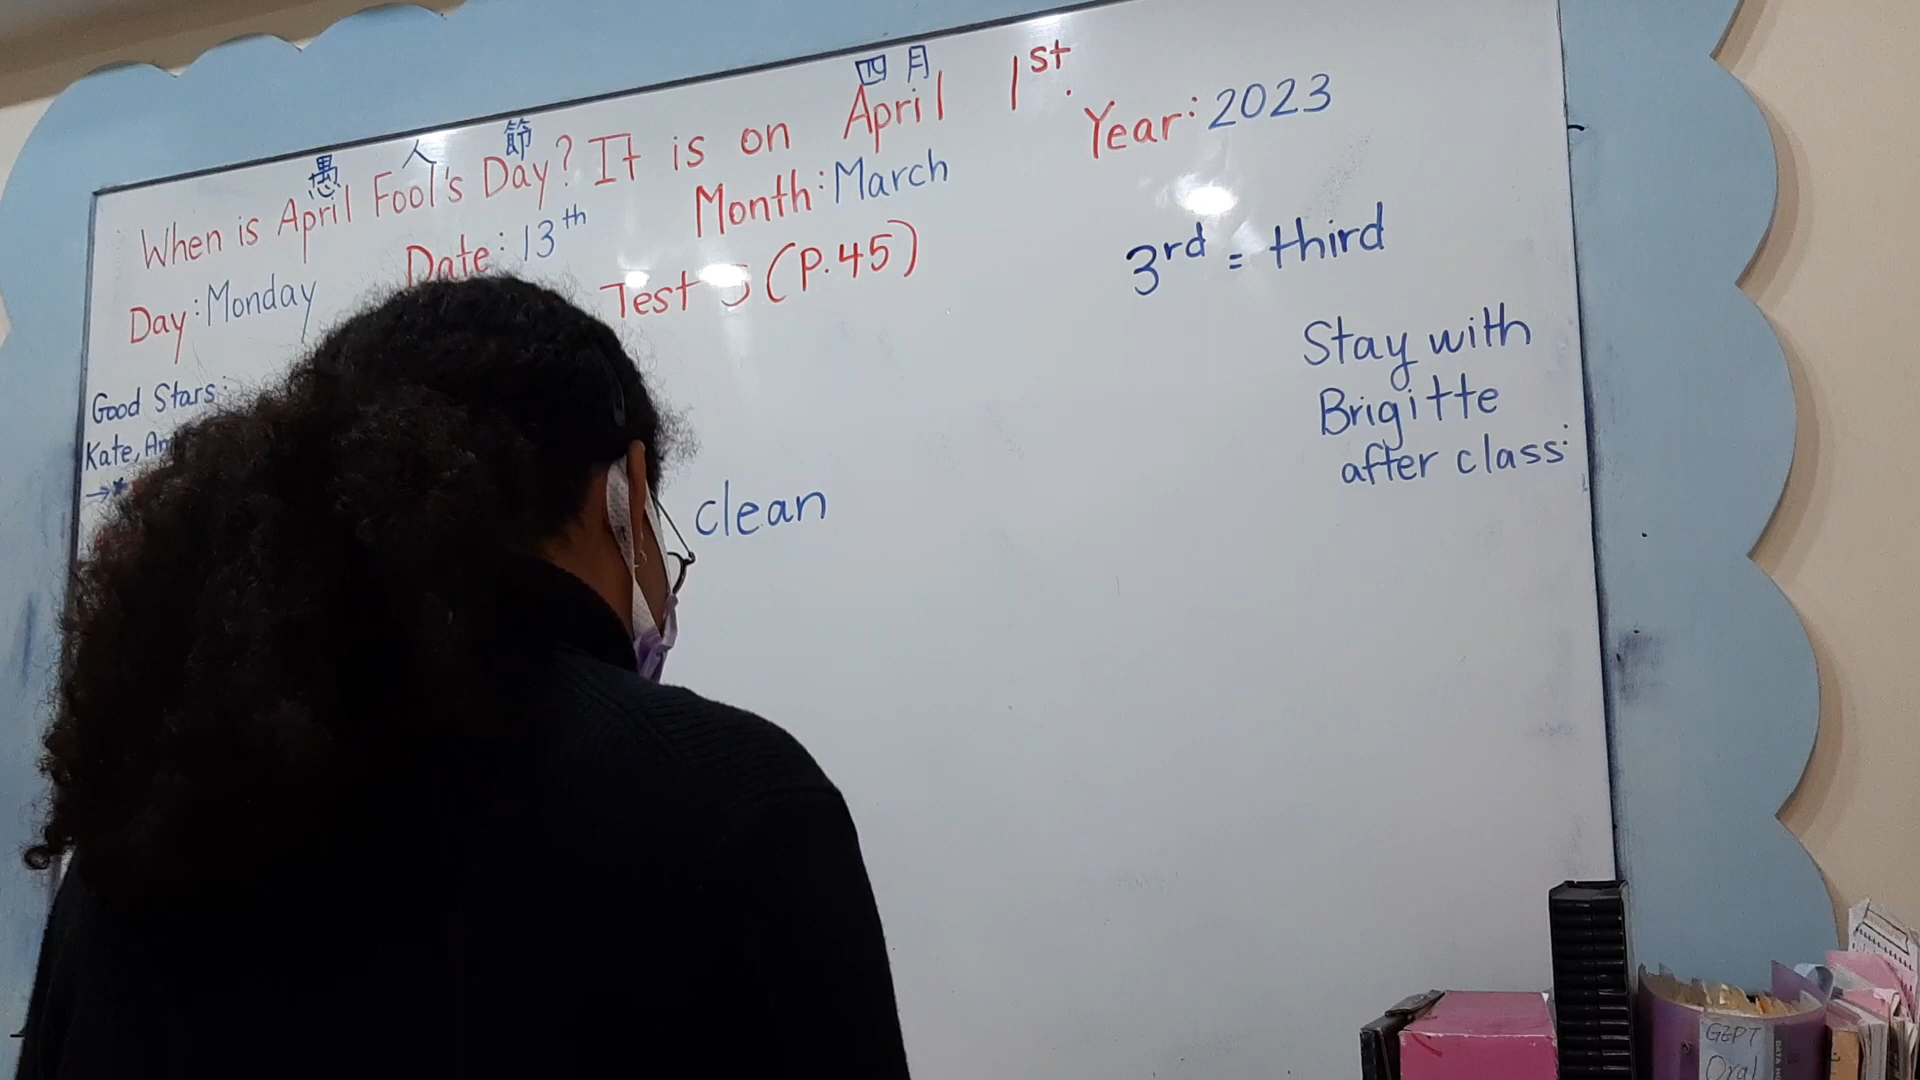 四月
愚人節
When is April Fool's Day? It is on April 1st.
Day: Monday Date: 13th Month: March Year: 2023
Test 5 (P.45)
3rd = third
Good Stars:
Kate,
→*
clean
Stay with
Brigitte
after class:
GEPT
Oral